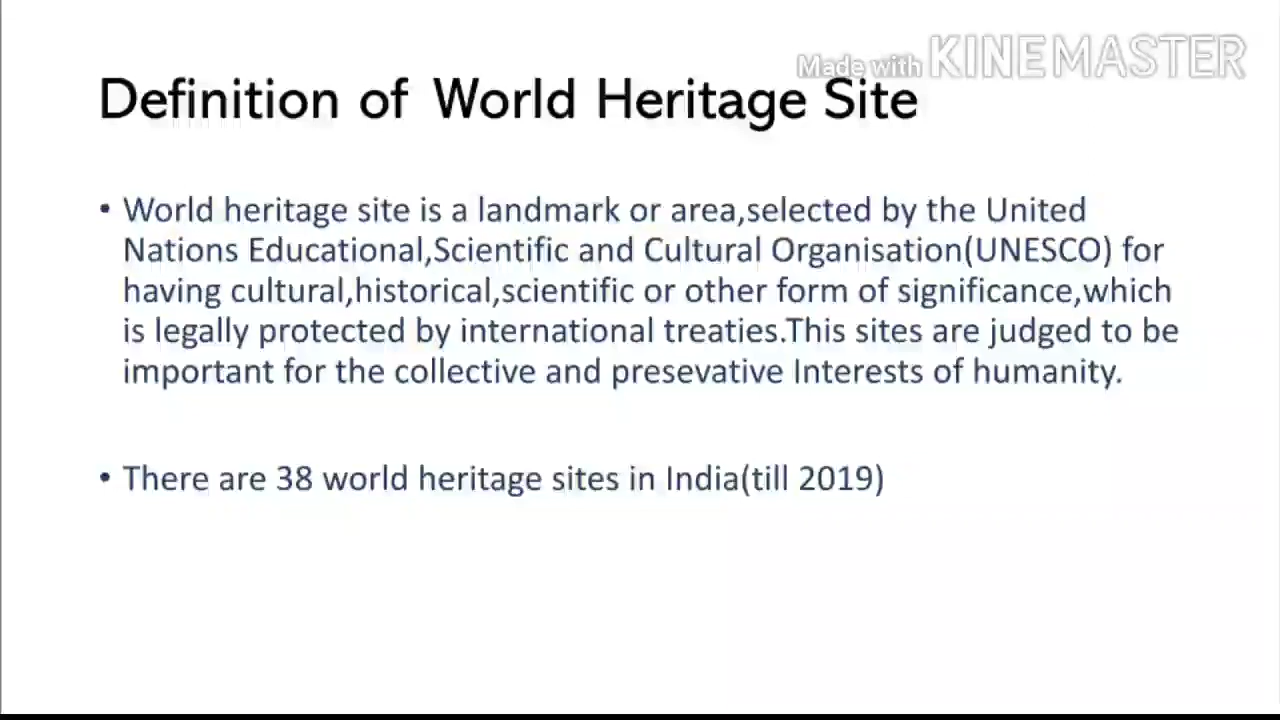 Made with KINEMASTER
Definition of World Heritage Site
• World heritage site is a landmark or area,selected by the United
Nations Educational,Scientific and Cultural Organisation(UNESCO) for
having cultural,historical,scientific or other form of significance,which
is legally protected by international treaties.This sites are judged to be
important for the collective and presevative Interests of humanity.
• There are 38 world heritage sites in India(till 2019)